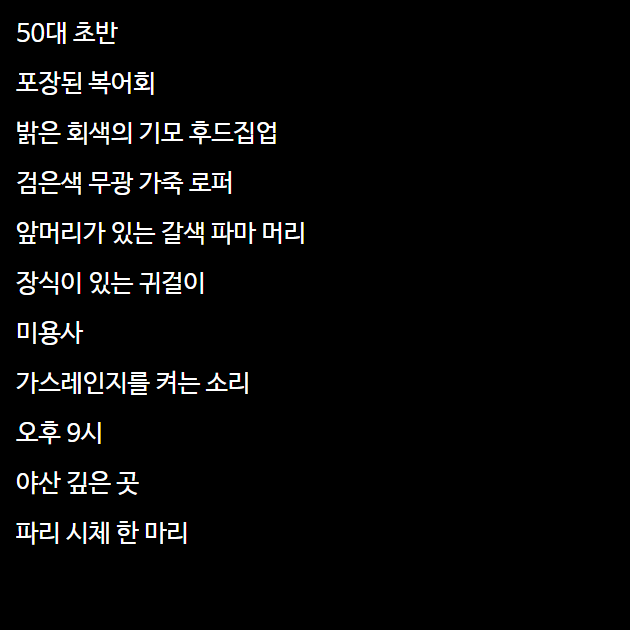 50대 초반
포장된 복어회
밝은 회색의 기모 후드집업
검은색 무광 가죽 로퍼
앞머리가 있는 갈색 파마 머리
장식이 있는 귀걸이
미용사
가스레인지를 켜는 소리
오후 9시
야산 깊은 곳
파리 시체 한 마리